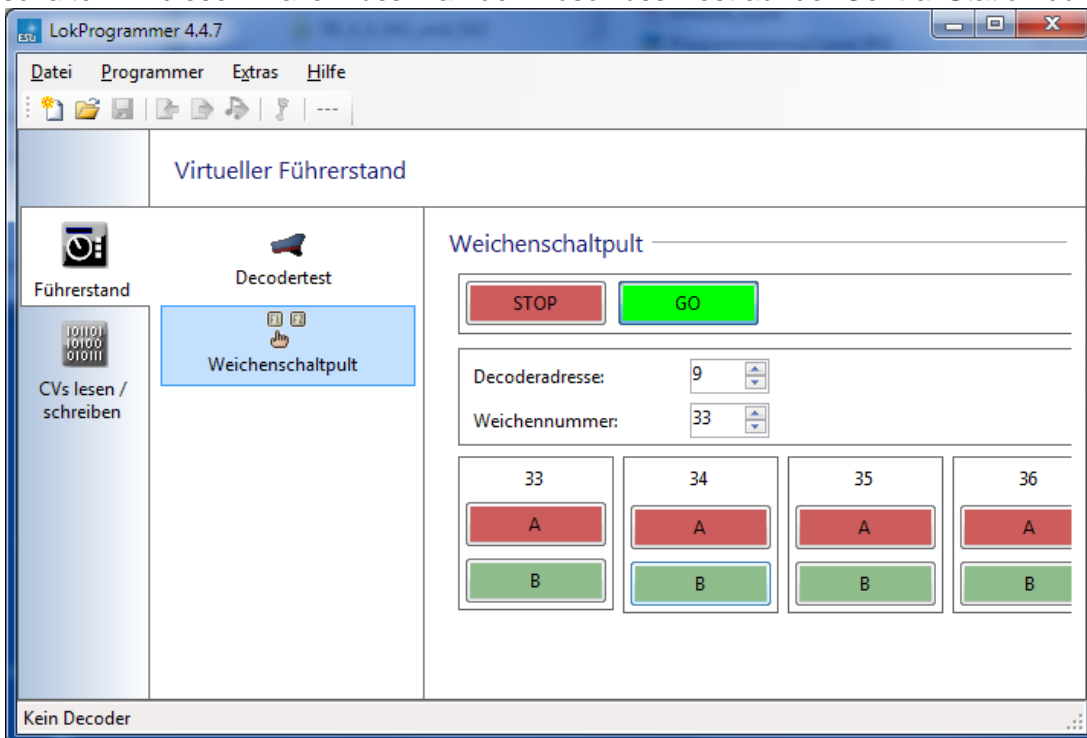 LokProgrammer 4.4.7
Datei Programmer Extras Hilfe
---
Virtueller Führerstand
Führerstand
CVs lesen /
schreiben
Decodertest
Weichenschaltpult
Weichenschaltpult
STOP GO
Decoderadresse: 9
Weichennummer: 33
33 34 35 36
A A A A
B B B B
Kein Decoder